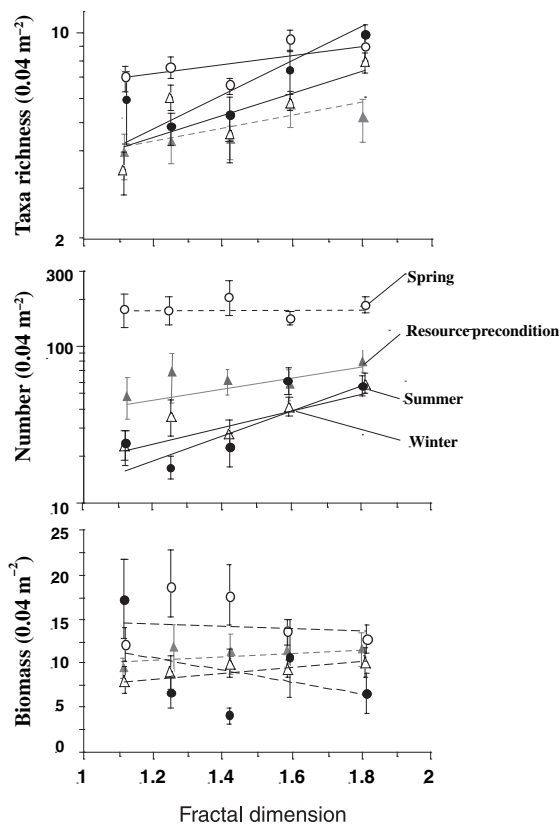 10
Taxa richness (0.04 m⁻²)
2
300
Spring
100
Resource-precondition
Number (0.04 m⁻²)
Summer
Winter
10
25
20
15
Biomass (0.04 m⁻²)
10
5
0
1 1.2 1.4 1.6 1.8 2
Fractal dimension